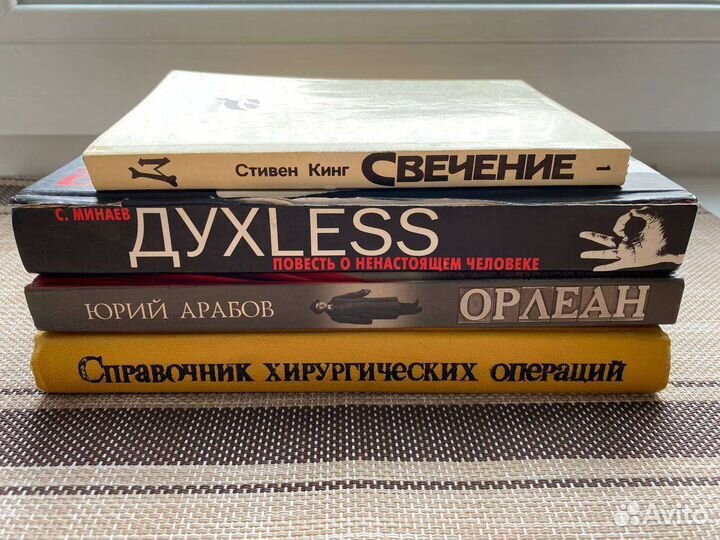 Стивен Кинг СВЕЧЕНИЕ 1
С. МИНАЕВ
ДУХLESS
ПОВЕСТЬ О НЕНАСТОЯЩЕМ ЧЕЛОВЕКЕ
ЮРИЙ АРАБОВ ОРЛЕАН
Справочник хирургических операций
Avito